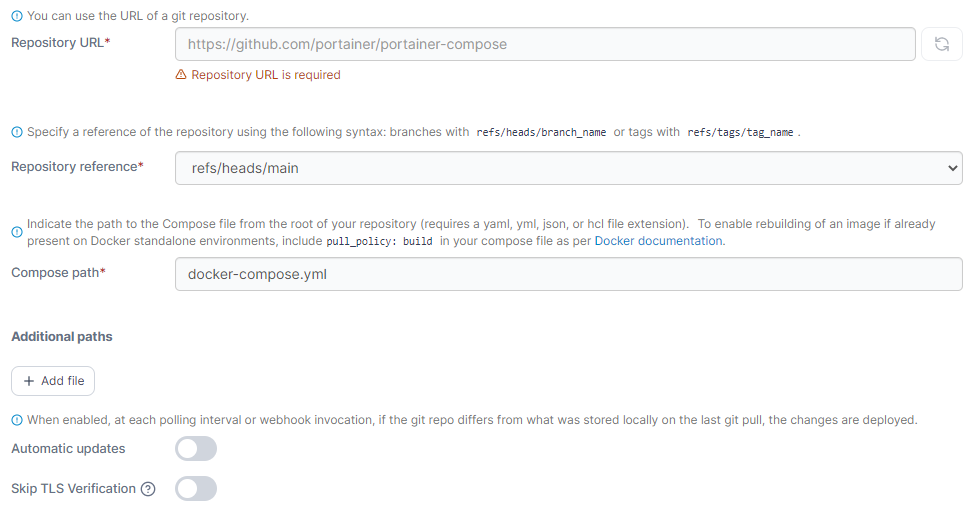 You can use the URL of a git repository.
Repository URL*
https://github.com/portainer/portainer-compose
Repository URL is required
Specify a reference of the repository using the following syntax: branches with refs/heads/branch_name or tags with refs/tags/tag_name .
Repository reference*
refs/heads/main
Indicate the path to the Compose file from the root of your repository (requires a yaml, yml, json, or hcl file extension). To enable rebuilding of an image if already
present on Docker standalone environments, include pull_policy: build in your compose file as per Docker documentation.
Compose path*
docker-compose.yml
Additional paths
+ Add file
When enabled, at each polling interval or webhook invocation, if the git repo differs from what was stored locally on the last git pull, the changes are deployed.
Automatic updates
Skip TLS Verification